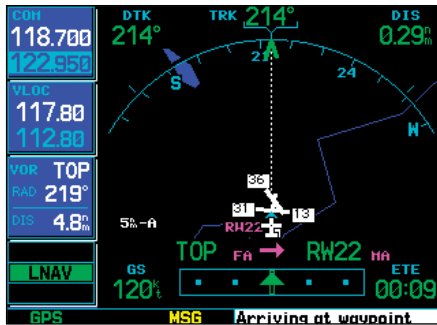 COM
118.700
122.950
VLOC
117.80
112.80
VOR TOP
RAD 219°
DIS 4.8nm
LNAV
DTK
214°
TRK 214°
DIS
0.29nm
21
24
S
W
36
31
13
RW22
5nm-A
TOP FA → RW22 MA
GS
120kt
ETE
00:09
GPS
MSG
Arriving at waypoint